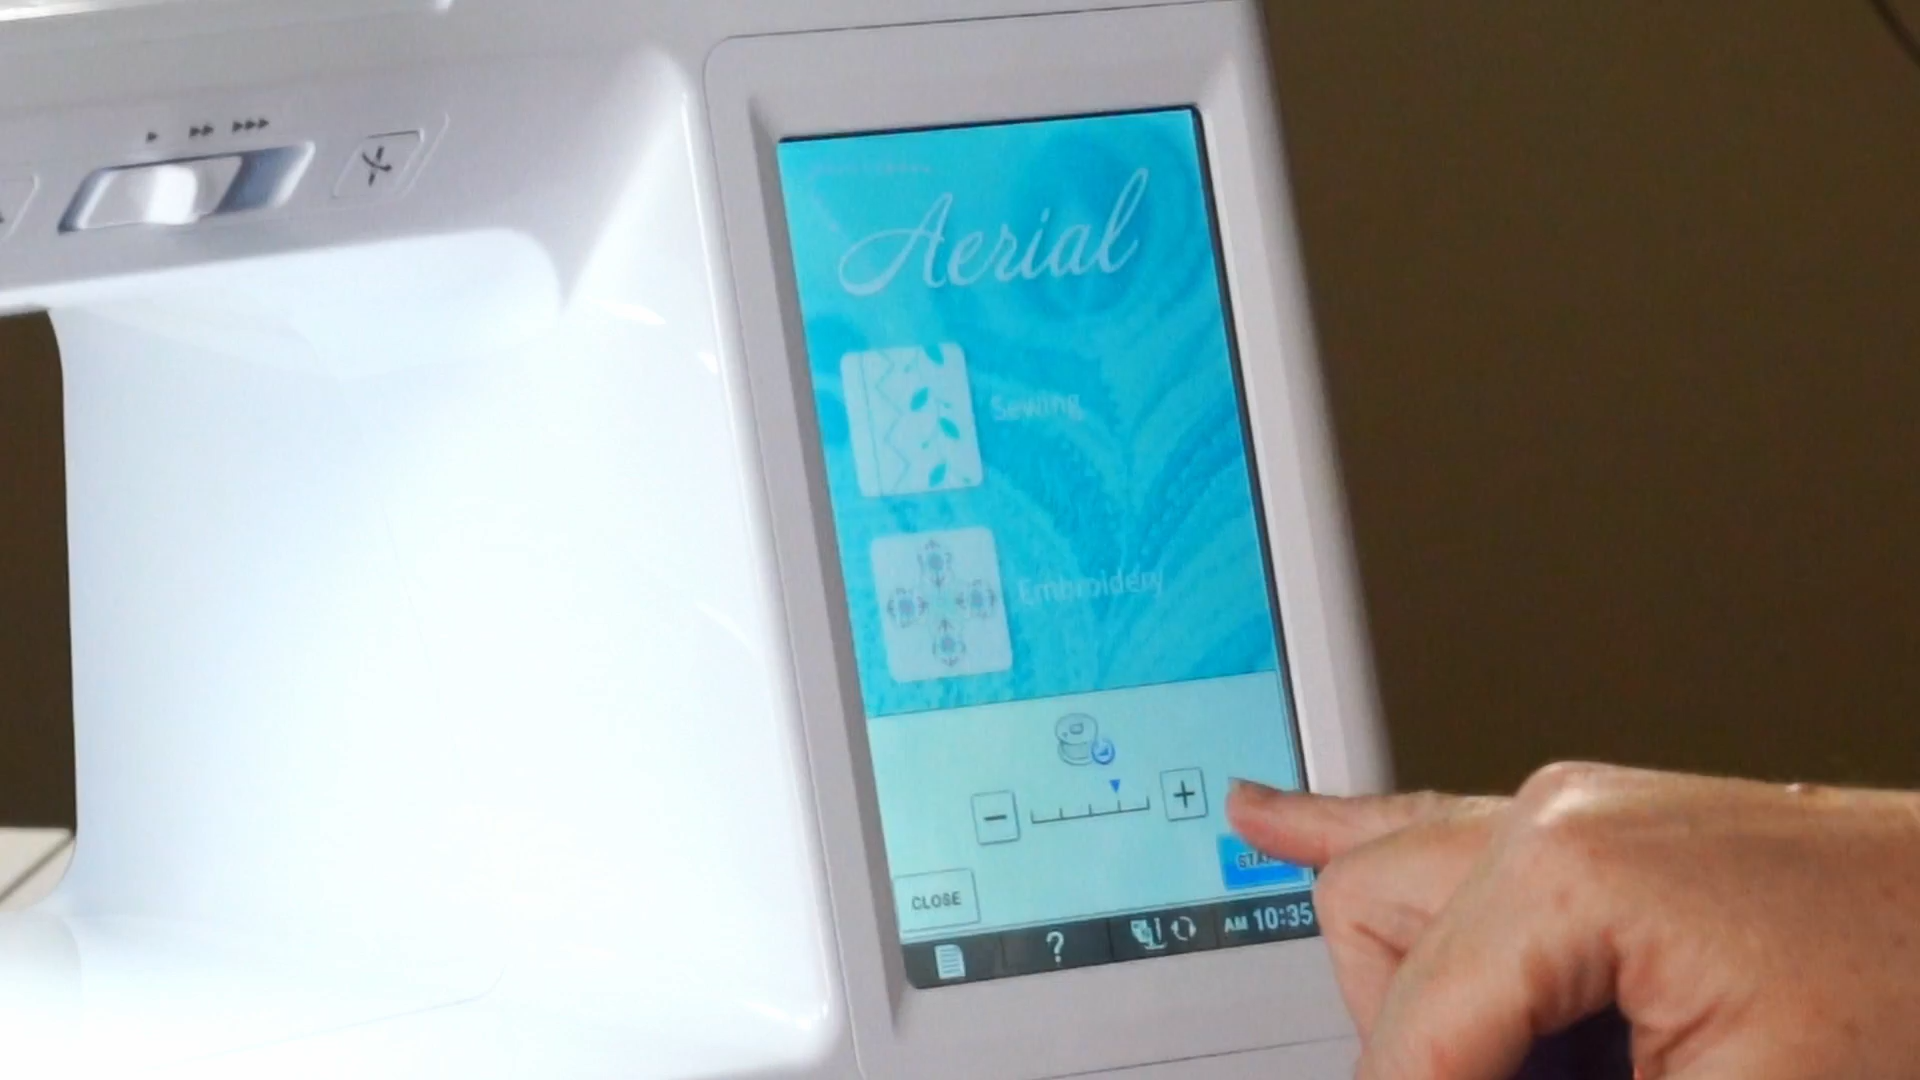 Aerial
Sewing
Embroidery
− +
CLOSE
? AM 10:35